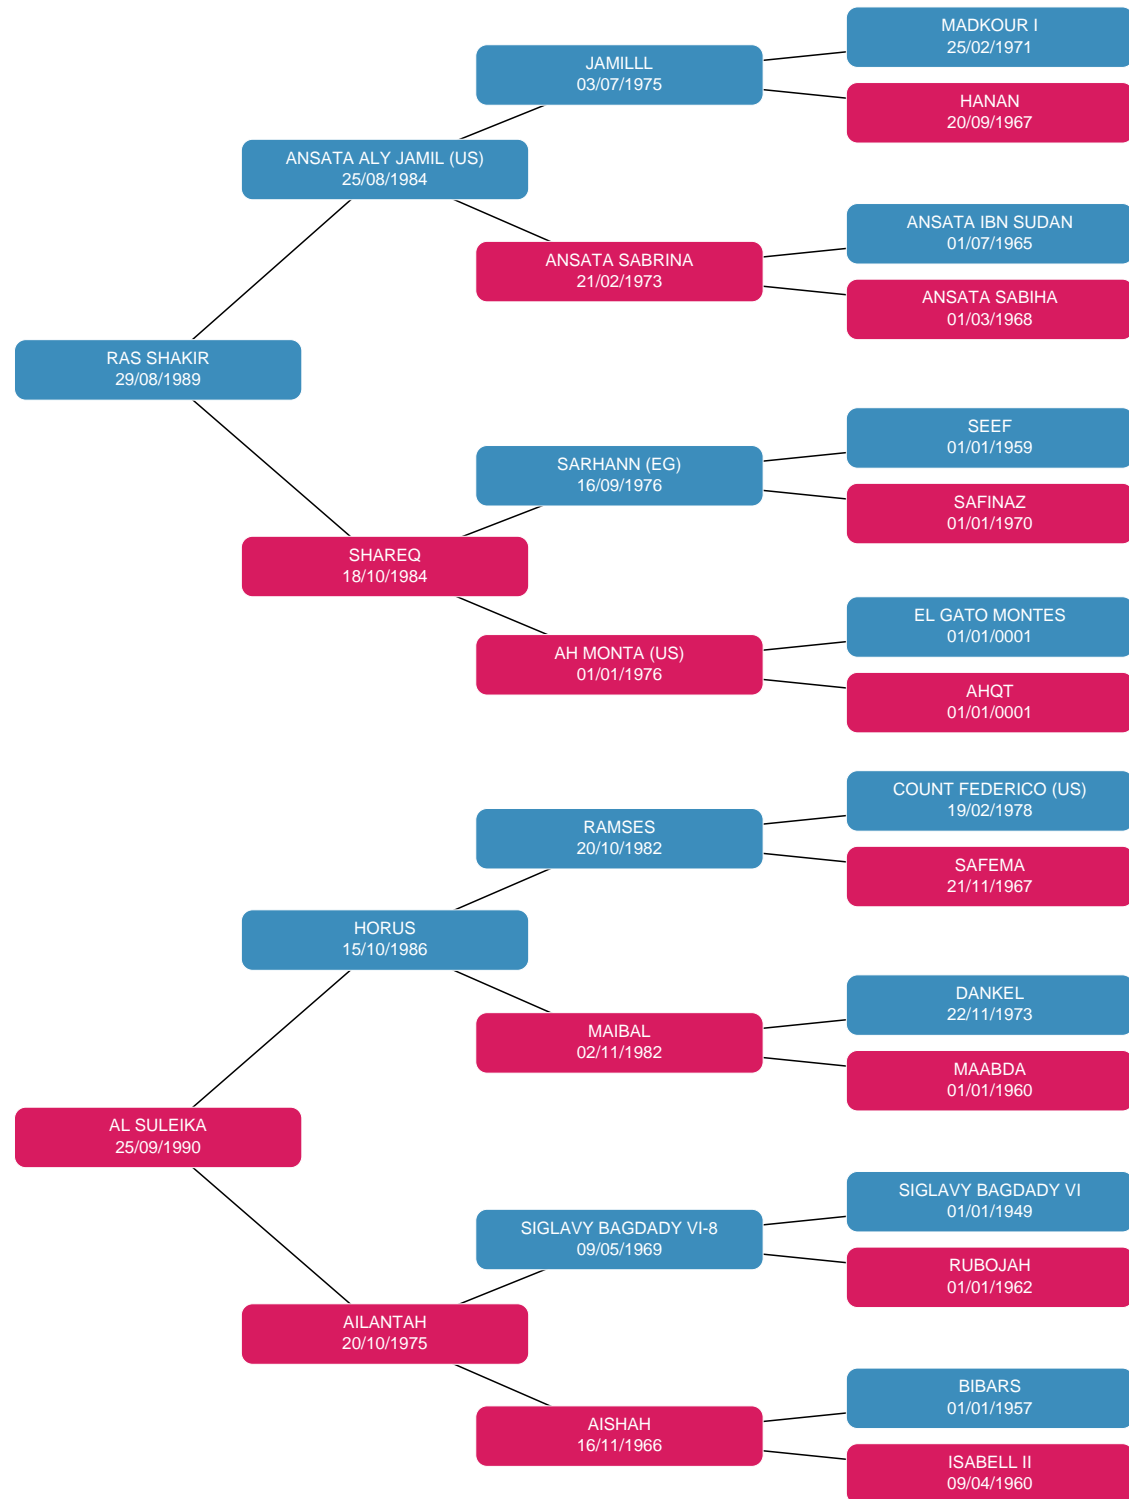 MADKOUR I
25/02/1971
JAMILLL
03/07/1975
HANAN
20/09/1967
ANSATA ALY JAMIL (US)
25/08/1984
ANSATA IBN SUDAN
01/07/1965
ANSATA SABRINA
21/02/1973
ANSATA SABIHA
01/03/1968
RAS SHAKIR
29/08/1989
SEEF
01/01/1959
SARHANN (EG)
16/09/1976
SAFINAZ
01/01/1970
SHAREQ
18/10/1984
EL GATO MONTES
01/01/0001
AH MONTA (US)
01/01/1976
AHQT
01/01/0001
COUNT FEDERICO (US)
19/02/1978
RAMSES
20/10/1982
SAFEMA
21/11/1967
HORUS
15/10/1986
DANKEL
22/11/1973
MAIBAL
02/11/1982
MAABDA
01/01/1960
AL SULEIKA
25/09/1990
SIGLAVY BAGDADY VI
01/01/1949
SIGLAVY BAGDADY VI-8
09/05/1969
RUBOJAH
01/01/1962
AILANTAH
20/10/1975
BIBARS
01/01/1957
AISHAH
16/11/1966
ISABELL II
09/04/1960